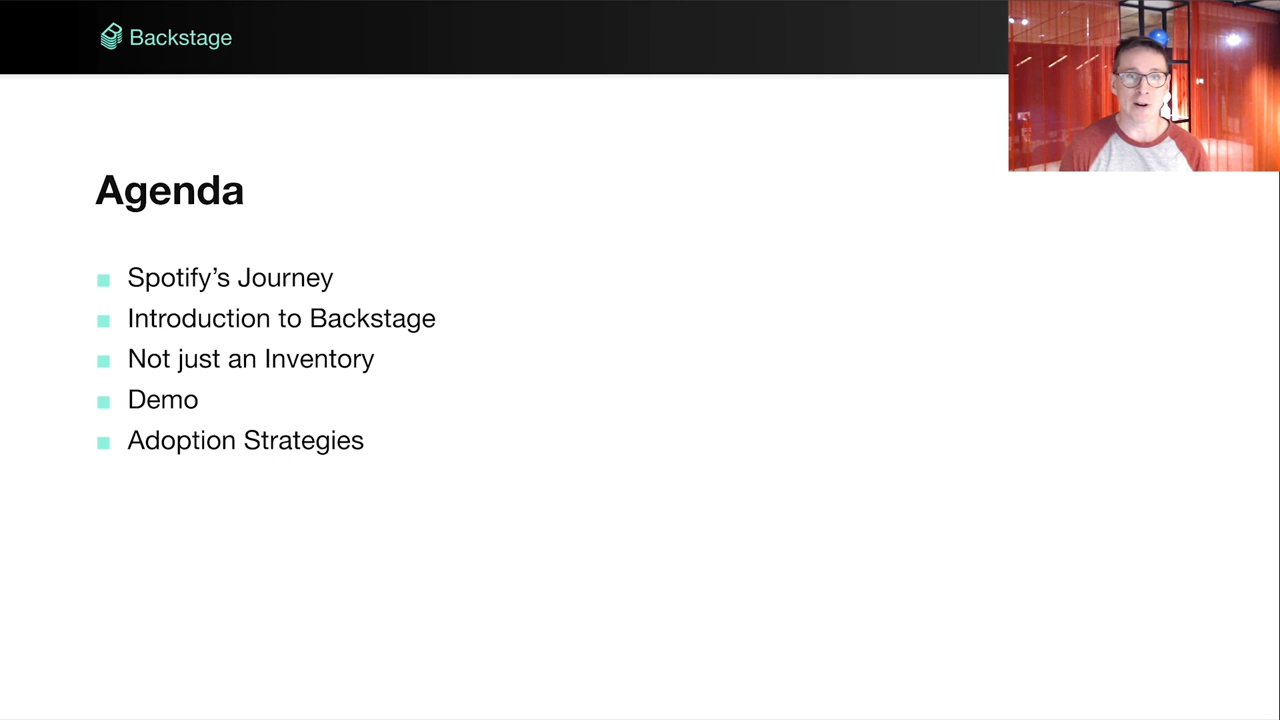 Backstage
Agenda
Spotify’s Journey
Introduction to Backstage
Not just an Inventory
Demo
Adoption Strategies